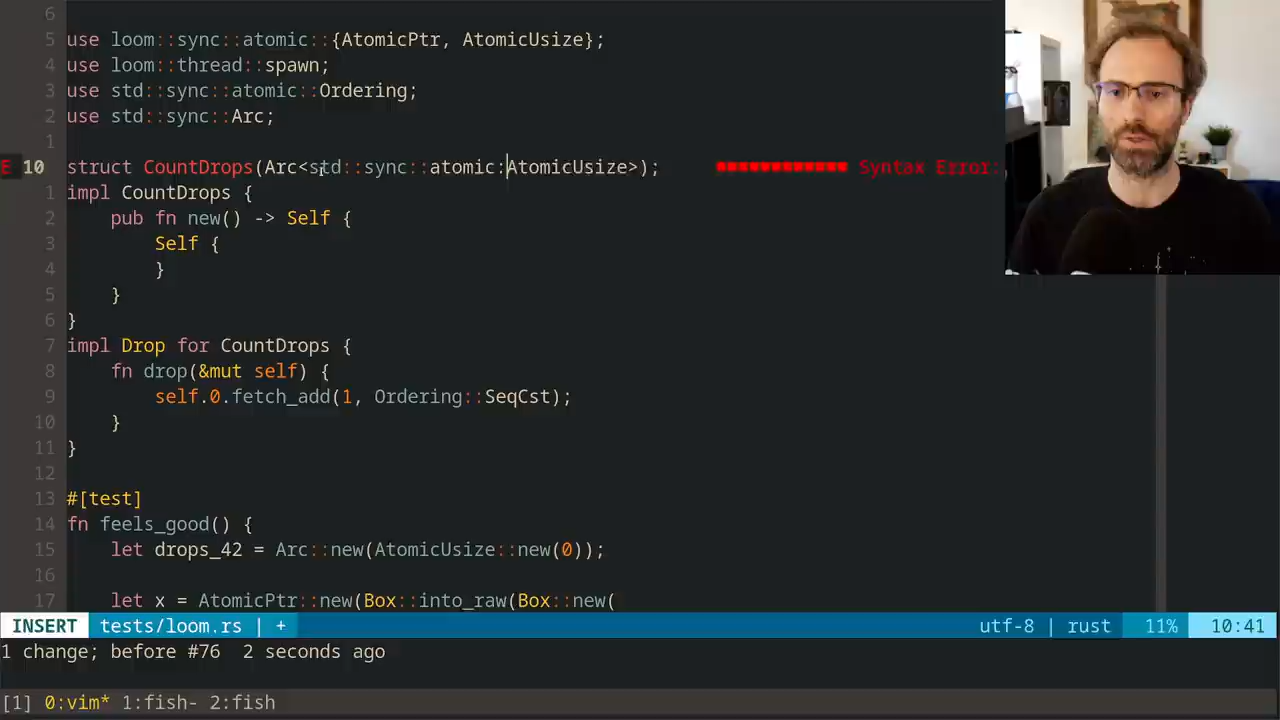 6
5 use loom::sync::atomic::{AtomicPtr, AtomicUsize};
4 use loom::thread::spawn;
3 use std::sync::atomic::Ordering;
2 use std::sync::Arc;
1
E 10 struct CountDrops(Arc<std::sync::atomic:AtomicUsize>); ■■■■■■■■■■■■ Syntax Error:
1 impl CountDrops {
2 pub fn new() -> Self {
3 Self {
4 }
5 }
6 }
7 impl Drop for CountDrops {
8 fn drop(&mut self) {
9 self.0.fetch_add(1, Ordering::SeqCst);
10 }
11 }
12
13 #[test]
14 fn feels_good() {
15 let drops_42 = Arc::new(AtomicUsize::new(0));
16
17 let x = AtomicPtr::new(Box::into_raw(Box::new(
INSERT tests/loom.rs | + utf-8 | rust 11% 10:41
1 change; before #76 2 seconds ago
[1] 0:vim* 1:fish- 2:fish